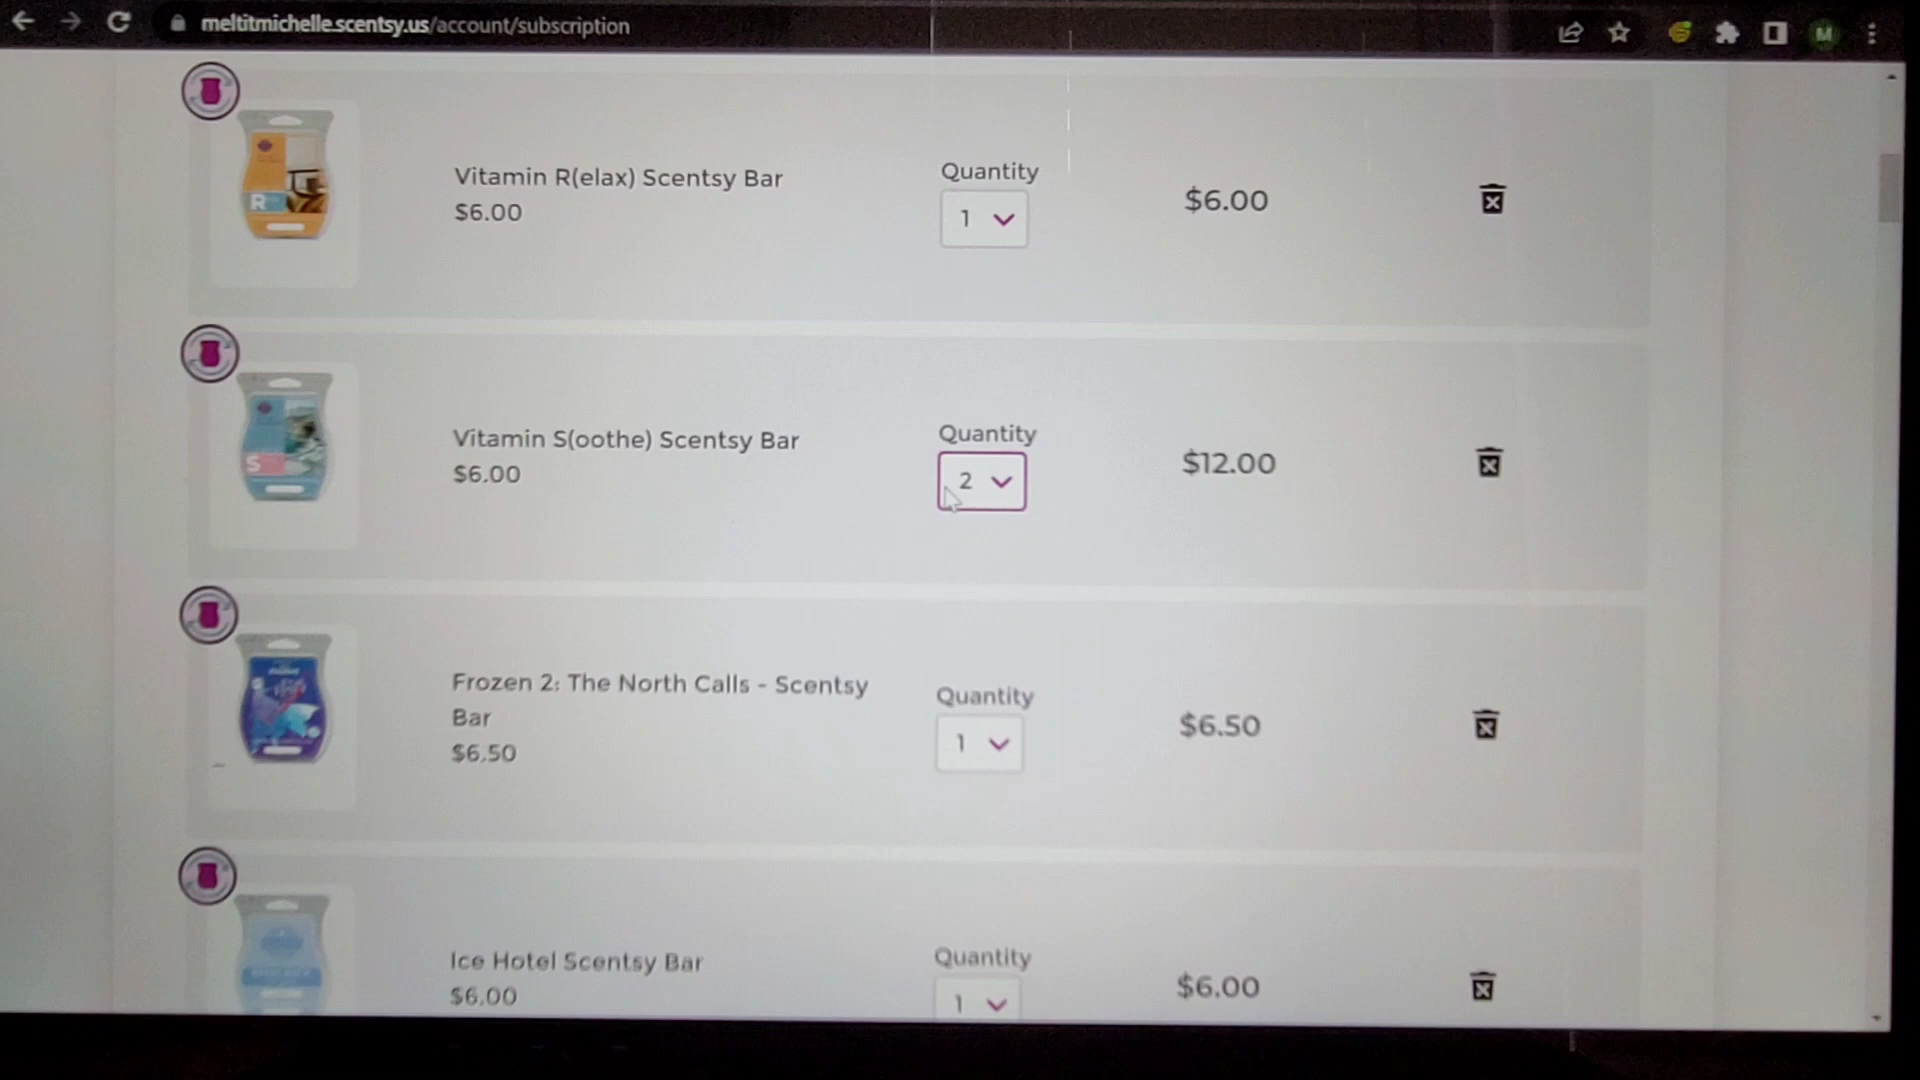 meltitmichelle.scentsy.us/account/subscription
M
Vitamin R(elax) Scentsy Bar
$6.00
Quantity
1
$6.00
R
Vitamin S(oothe) Scentsy Bar
$6.00
Quantity
2
$12.00
S
Frozen 2: The North Calls - Scentsy
Bar
$6.50
Quantity
1
$6.50
Ice Hotel Scentsy Bar
$6.00
Quantity
1
$6.00